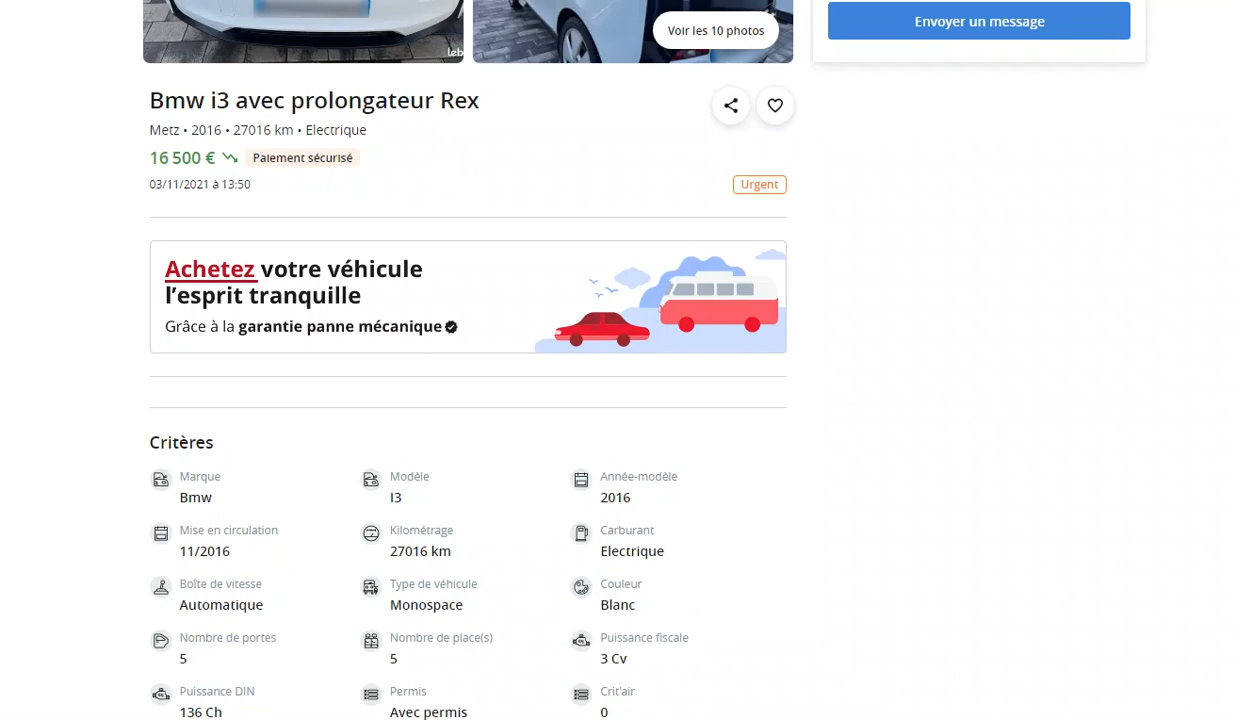 leb
Voir les 10 photos
Envoyer un message
Bmw i3 avec prolongateur Rex
Metz • 2016 • 27016 km • Electrique
16 500 € Paiement sécurisé
03/11/2021 à 13:50
Urgent
Achetez votre véhicule
l’esprit tranquille
Grâce à la garantie panne mécanique
Critères
Marque
Bmw
Modèle
I3
Année-modèle
2016
Mise en circulation
11/2016
Kilométrage
27016 km
Carburant
Electrique
Boîte de vitesse
Automatique
Type de véhicule
Monospace
Couleur
Blanc
Nombre de portes
5
Nombre de place(s)
5
Puissance fiscale
3 Cv
Puissance DIN
136 Ch
Permis
Avec permis
Crit'air
0